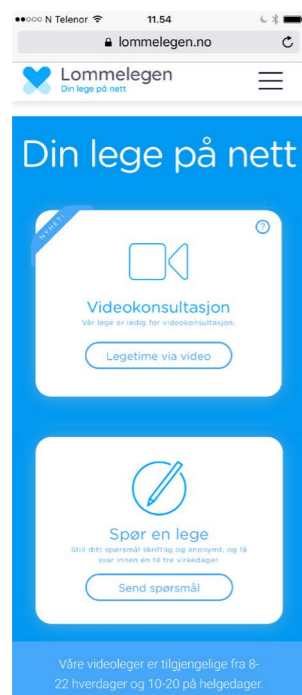 N Telenor 11.54
lommelegen.no
Lommelegen
Din lege på nett
Din lege på nett
NYHET!
?
Videokonsultasjon
Vår lege er ledig for videokonsultasjon.
Legetime via video
Spør en lege
Still ditt spørsmål skriftlig og anonymt, og få
svar innen én til tre virkedager.
Send spørsmål
Våre videoleger er tilgjengelige fra 8-
22 hverdager og 10-20 på helgedager.